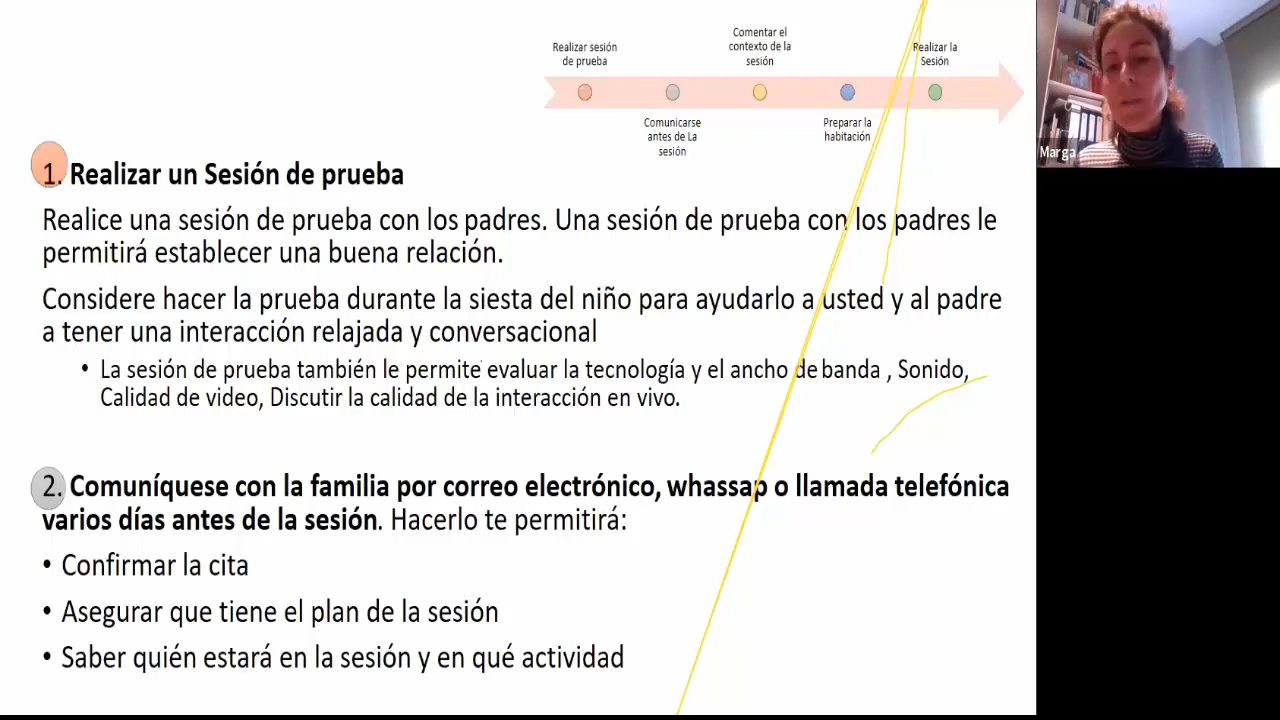 Realizar sesión
de prueba
Comunicarse
antes de La
sesión
Comentar el
contexto de la
sesión
Preparar la
habitación
Realizar la
Sesión
Marga
1. Realizar un Sesión de prueba
Realice una sesión de prueba con los padres. Una sesión de prueba con los padres le
permitirá establecer una buena relación.
Considere hacer la prueba durante la siesta del niño para ayudarlo a usted y al padre
a tener una interacción relajada y conversacional
• La sesión de prueba también le permite evaluar la tecnología y el ancho de banda , Sonido,
Calidad de video, Discutir la calidad de la interacción en vivo.
2. Comuníquese con la familia por correo electrónico, whassap o llamada telefónica
varios días antes de la sesión. Hacerlo te permitirá:
• Confirmar la cita
• Asegurar que tiene el plan de la sesión
• Saber quién estará en la sesión y en qué actividad